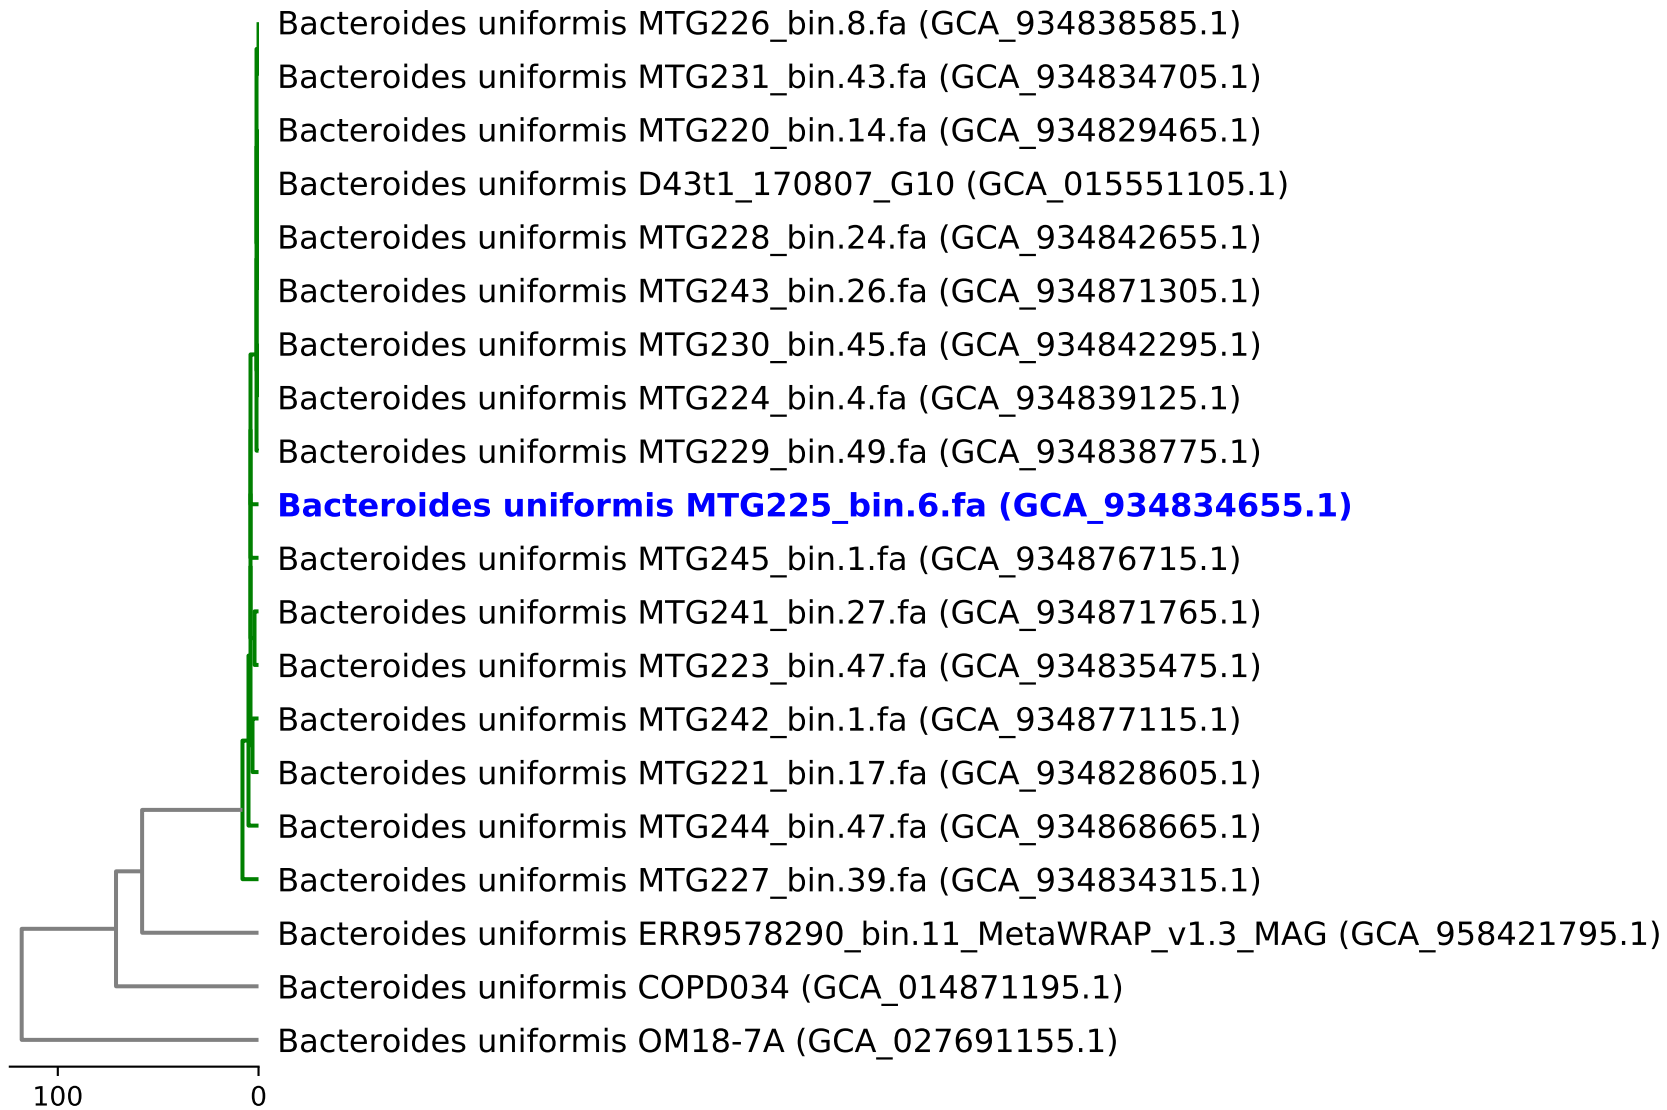 Bacteroides uniformis MTG226_bin.8.fa (GCA_934838585.1)
Bacteroides uniformis MTG231_bin.43.fa (GCA_934834705.1)
Bacteroides uniformis MTG220_bin.14.fa (GCA_934829465.1)
Bacteroides uniformis D43t1_170807_G10 (GCA_015551105.1)
Bacteroides uniformis MTG228_bin.24.fa (GCA_934842655.1)
Bacteroides uniformis MTG243_bin.26.fa (GCA_934871305.1)
Bacteroides uniformis MTG230_bin.45.fa (GCA_934842295.1)
Bacteroides uniformis MTG224_bin.4.fa (GCA_934839125.1)
Bacteroides uniformis MTG229_bin.49.fa (GCA_934838775.1)
Bacteroides uniformis MTG225_bin.6.fa (GCA_934834655.1)
Bacteroides uniformis MTG245_bin.1.fa (GCA_934876715.1)
Bacteroides uniformis MTG241_bin.27.fa (GCA_934871765.1)
Bacteroides uniformis MTG223_bin.47.fa (GCA_934835475.1)
Bacteroides uniformis MTG242_bin.1.fa (GCA_934877115.1)
Bacteroides uniformis MTG221_bin.17.fa (GCA_934828605.1)
Bacteroides uniformis MTG244_bin.47.fa (GCA_934868665.1)
Bacteroides uniformis MTG227_bin.39.fa (GCA_934834315.1)
Bacteroides uniformis ERR9578290_bin.11_MetaWRAP_v1.3_MAG (GCA_958421795.1)
Bacteroides uniformis COPD034 (GCA_014871195.1)
Bacteroides uniformis OM18-7A (GCA_027691155.1)
100 0